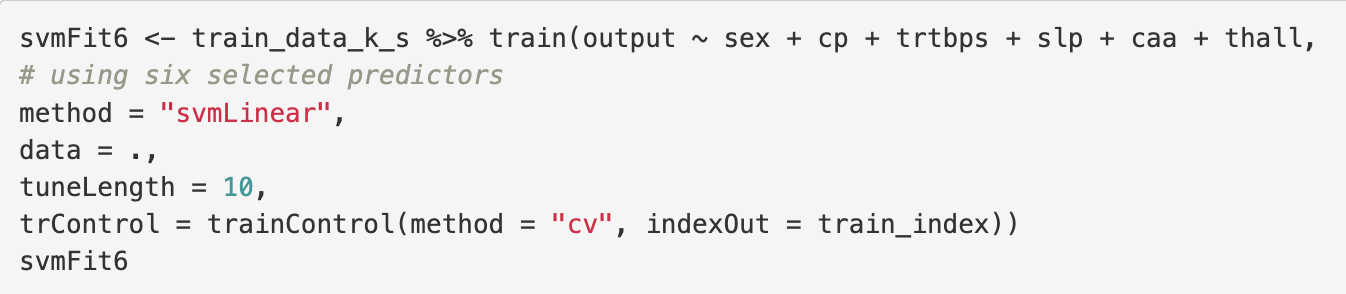 svmFit6 <- train_data_k_s %>% train(output ~ sex + cp + trtbps + slp + caa + thall,
# using six selected predictors
method = "svmLinear",
data = .,
tuneLength = 10,
trControl = trainControl(method = "cv", indexOut = train_index))
svmFit6